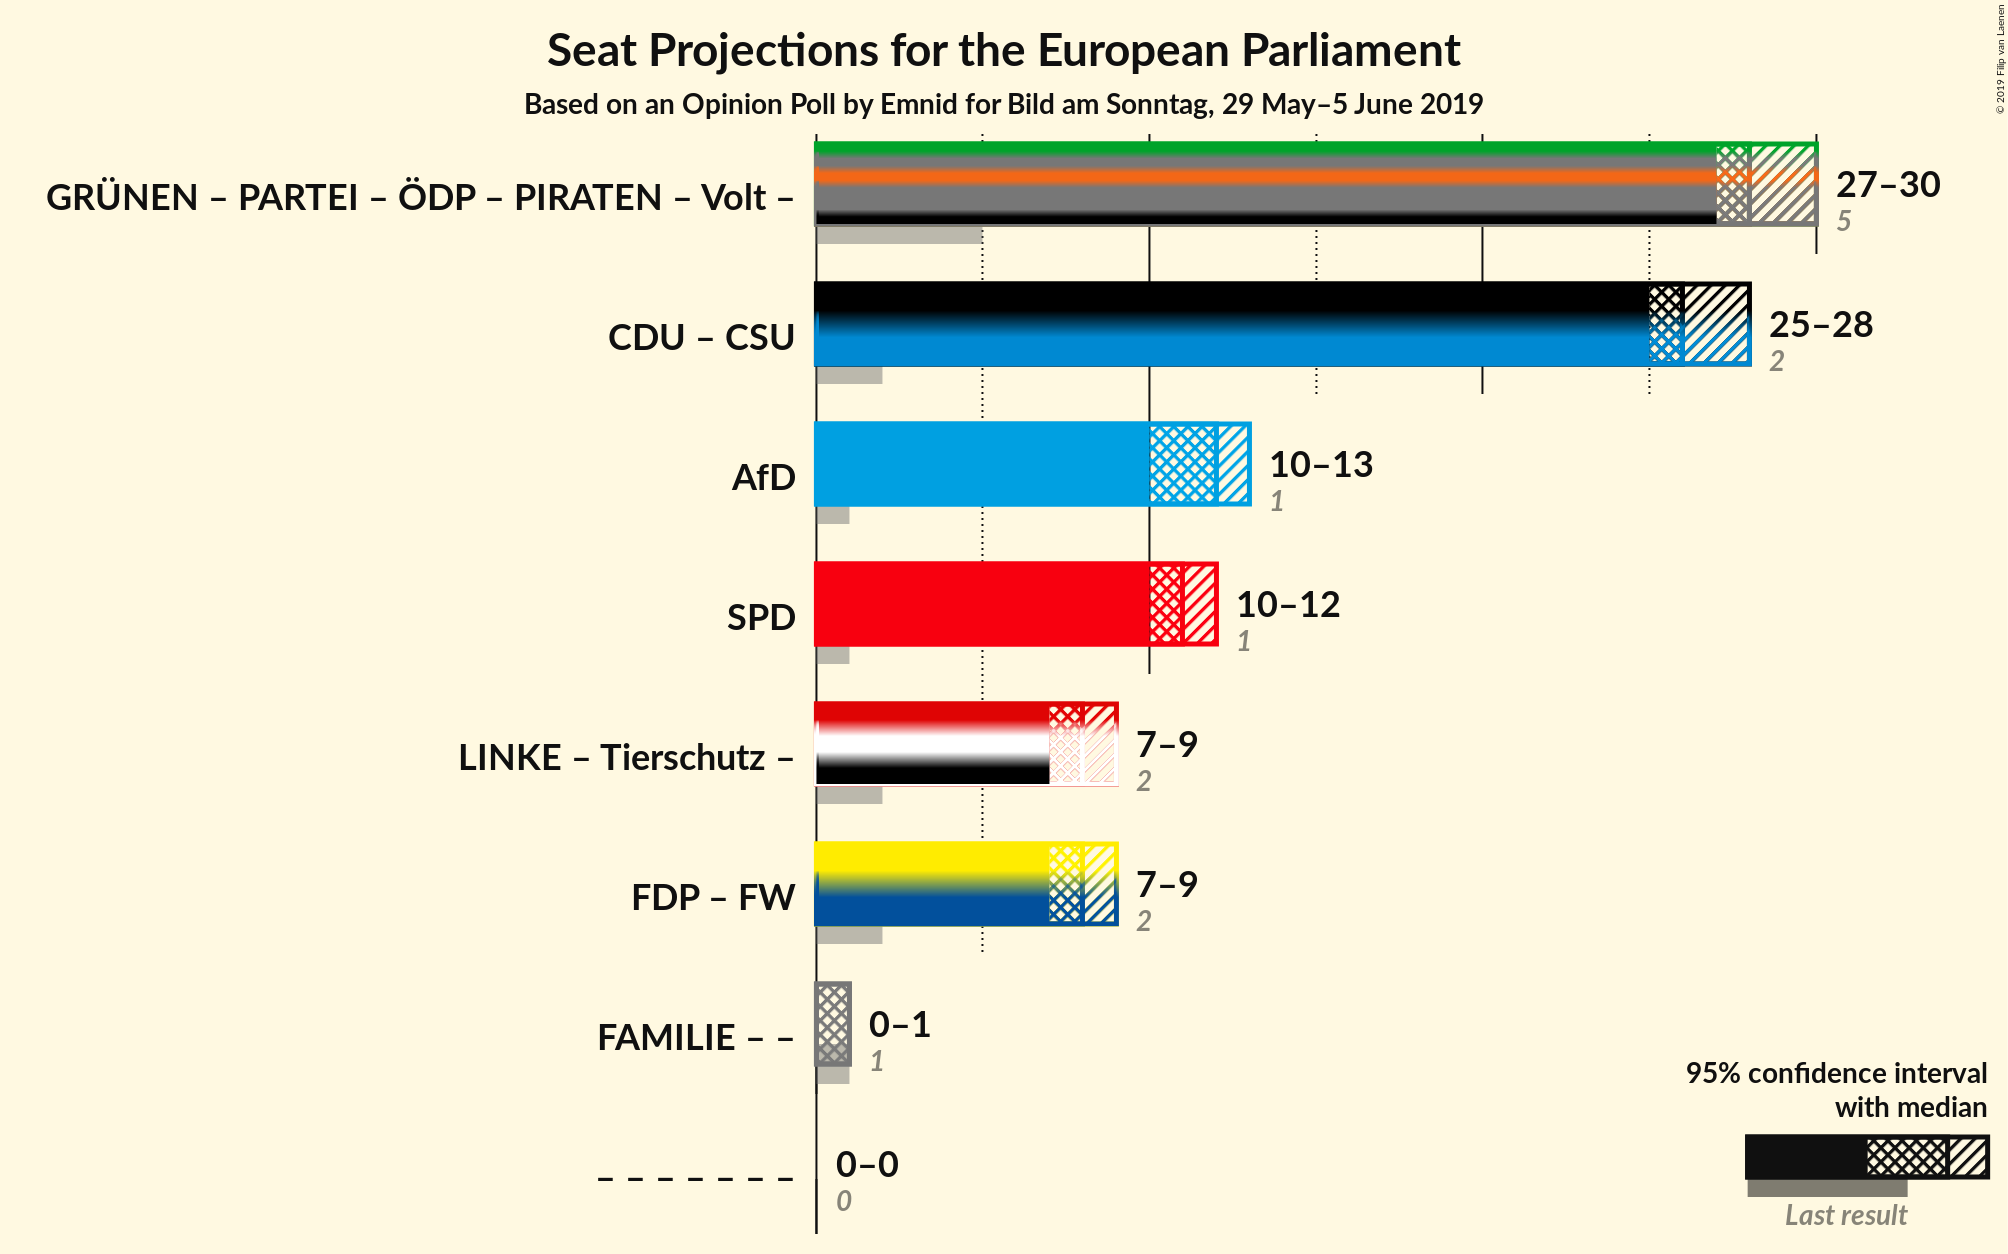 Seat Projections for the European Parliament
Based on an Opinion Poll by Emnid for Bild am Sonntag, 29 May–5 June 2019
© 2019 Filip van Laenen
GRÜNEN – PARTEI – ÖDP – PIRATEN – Volt –
27–30
5
CDU – CSU
25–28
2
AfD
10–13
1
SPD
10–12
1
LINKE – Tierschutz –
7–9
2
FDP – FW
7–9
2
FAMILIE – –
0–1
1
– – – – – – –
0–0
0
95% confidence interval
with median
Last result